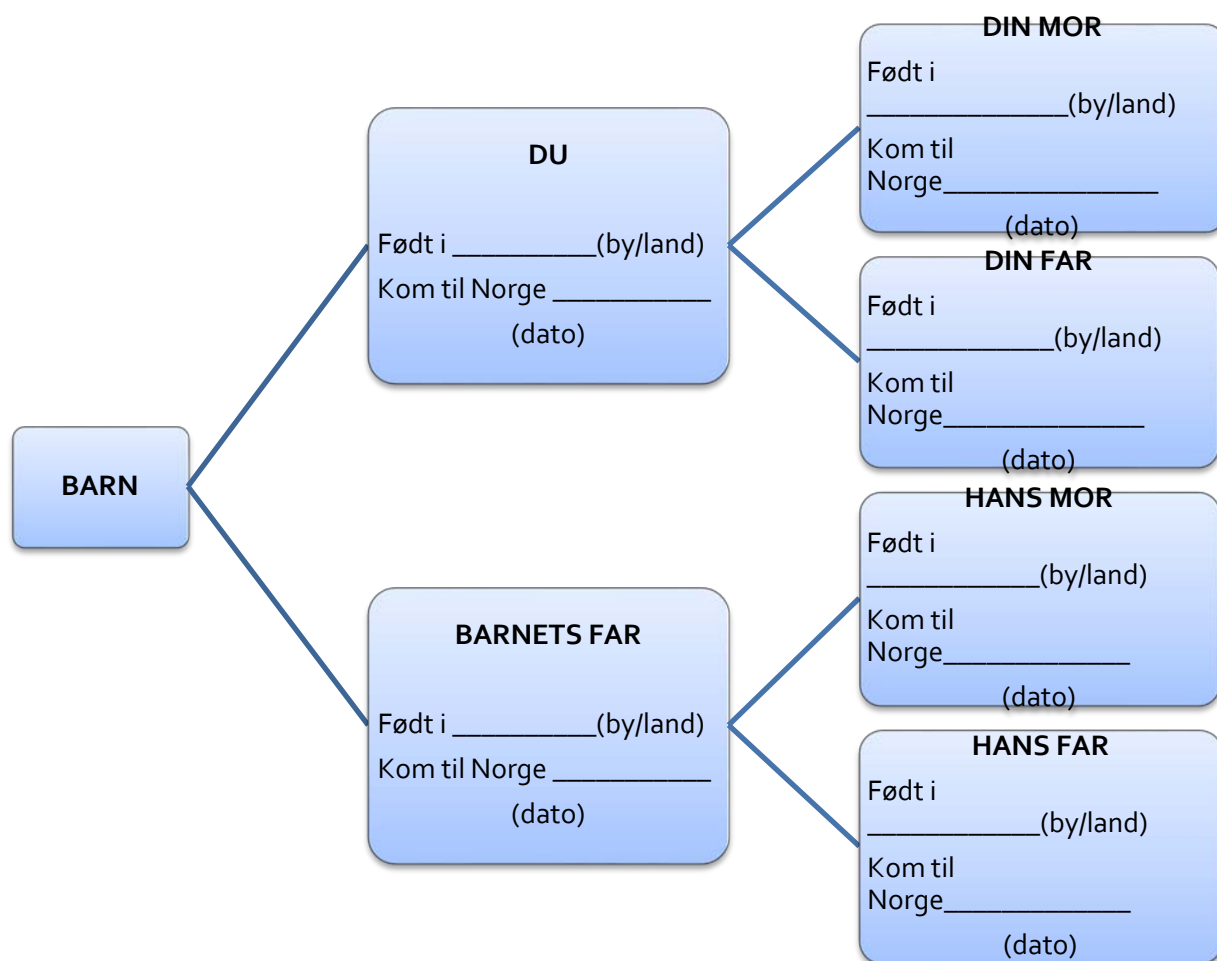 BARN
DU
Født i __________(by/land)
Kom til Norge ___________
(dato)
BARNETS FAR
Født i __________(by/land)
Kom til Norge ___________
(dato)
DIN MOR
Født i
______________(by/land)
Kom til
Norge_______________
(dato)
DIN FAR
Født i
_____________(by/land)
Kom til
Norge______________
(dato)
HANS MOR
Født i
____________(by/land)
Kom til
Norge_____________
(dato)
HANS FAR
Født i
____________(by/land)
Kom til
Norge_____________
(dato)